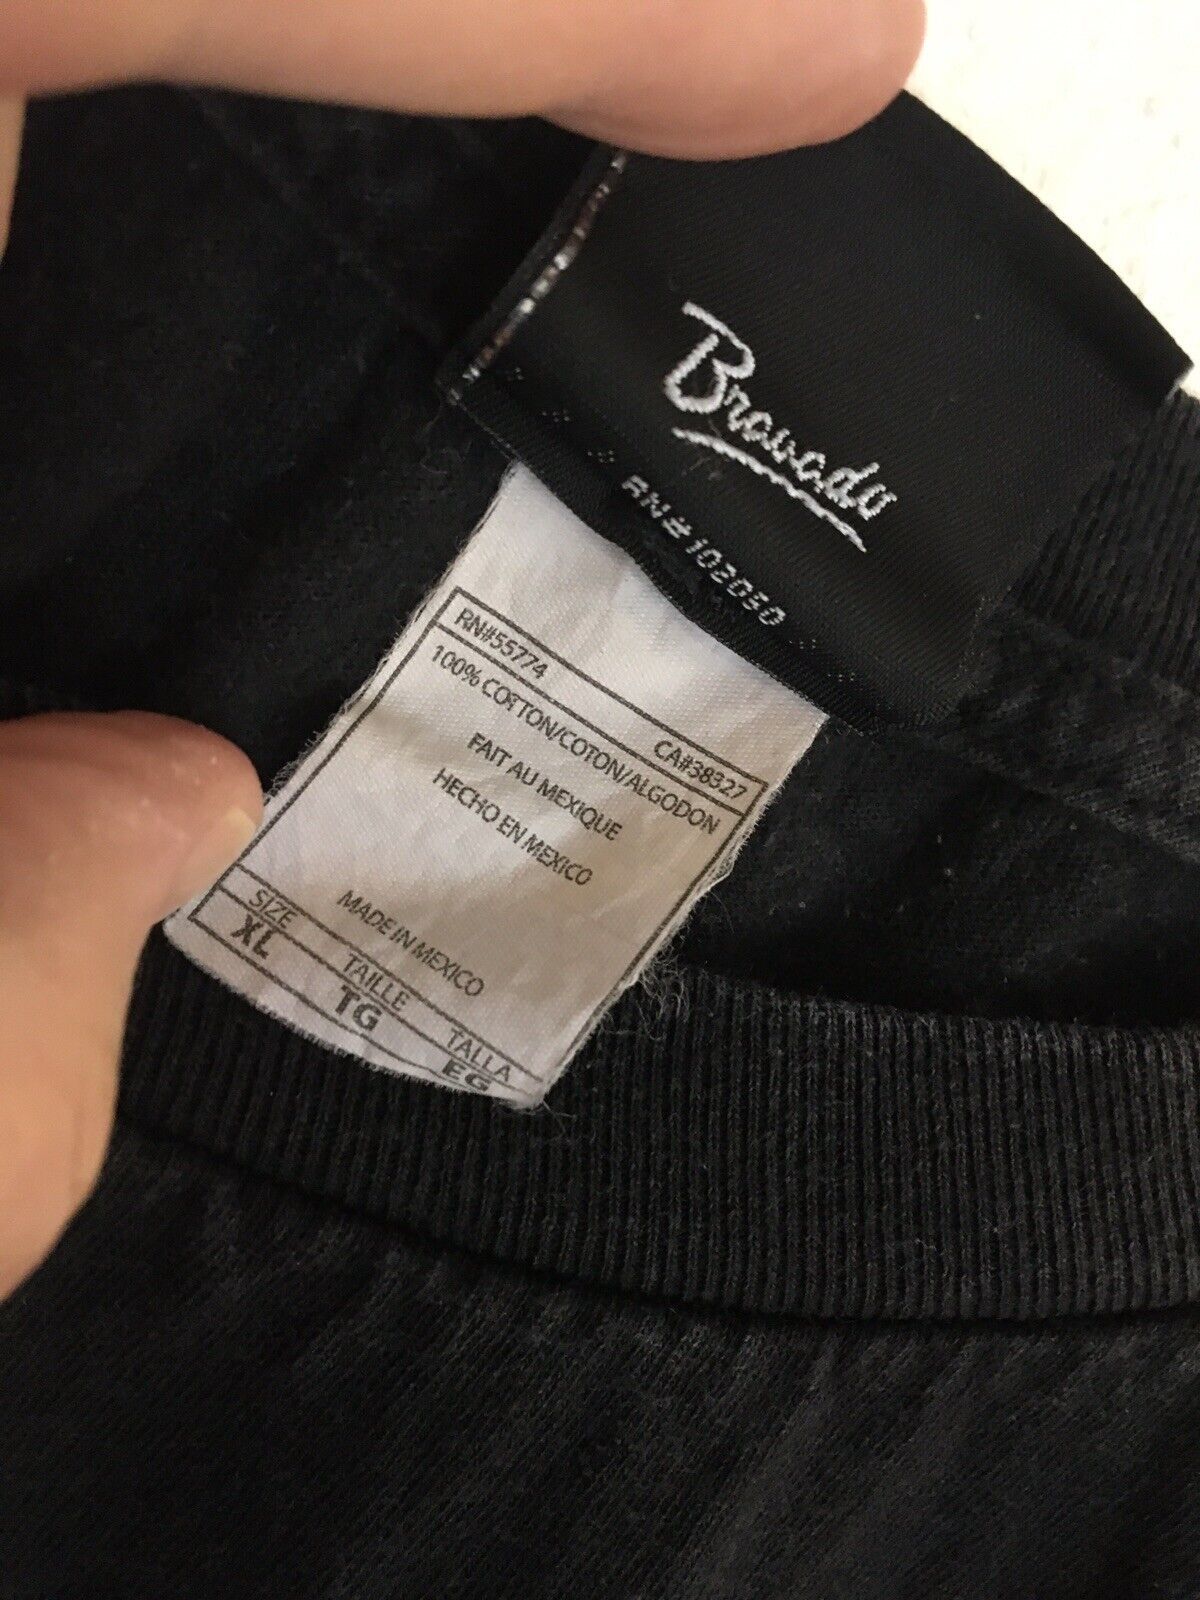 Bravado
RN#102090
RN#55774 CA#38327
100% COTTON/COTON/ALGODON
FAIT AU MEXIQUE
HECHO EN MEXICO
MADE IN MEXICO
SIZE TAILLE TALLA
XL TG EG